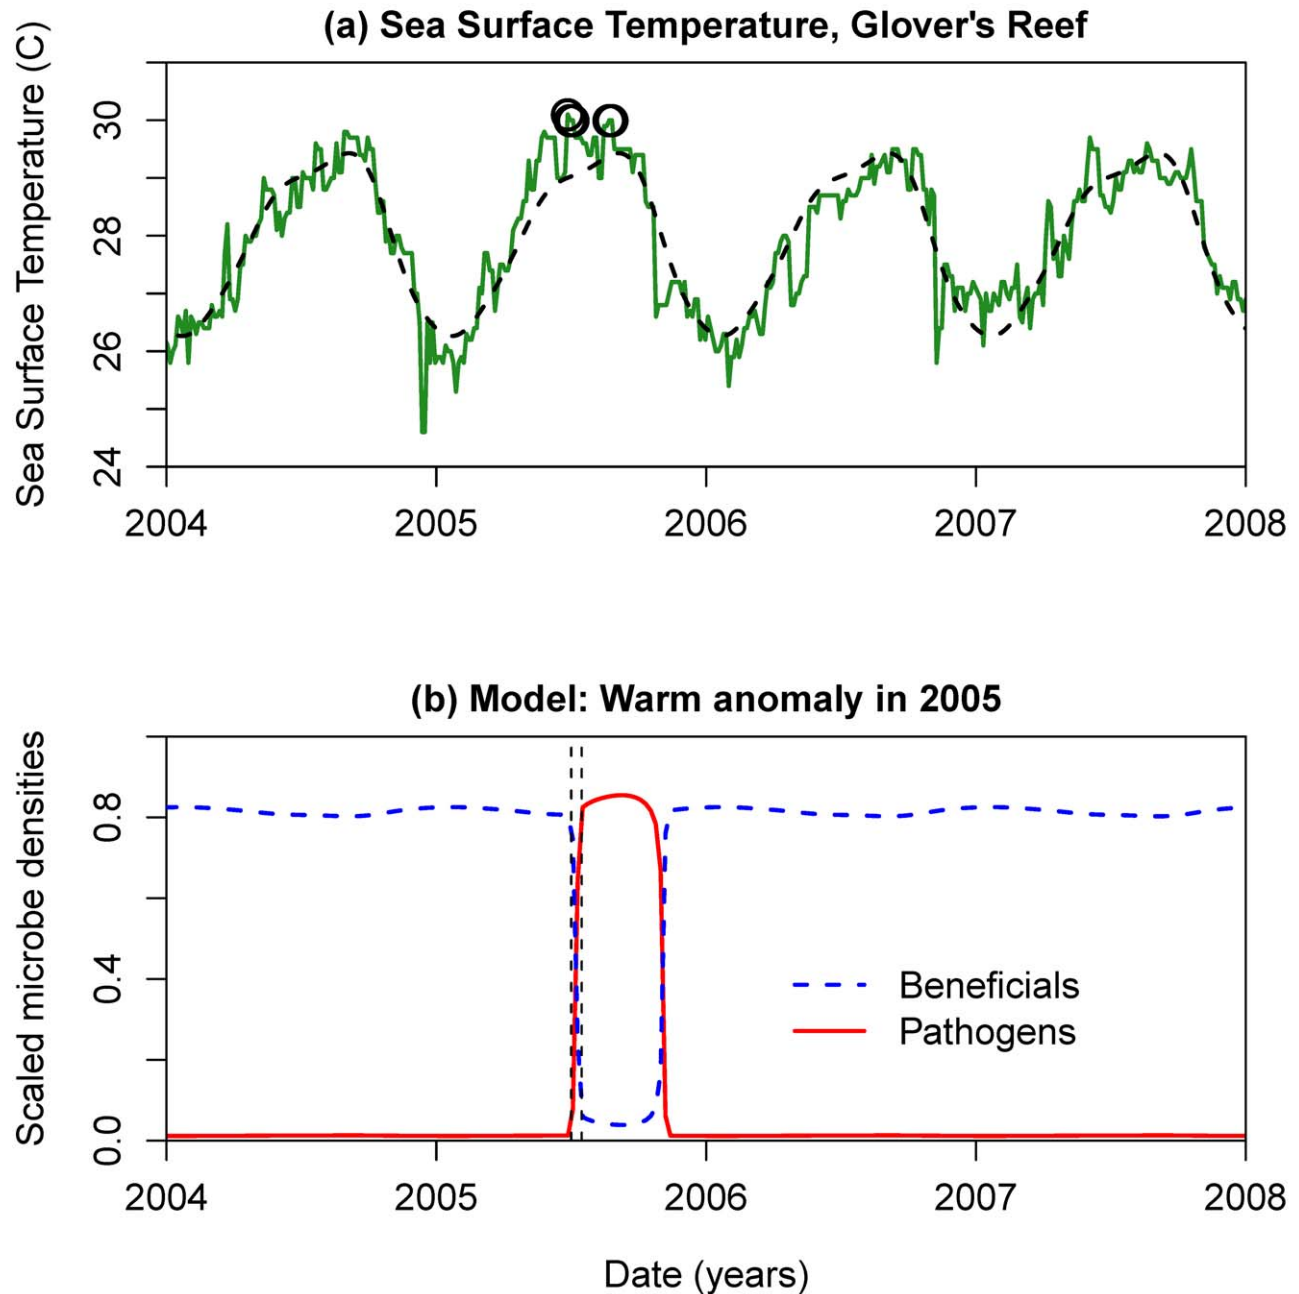 (a) Sea Surface Temperature, Glover's Reef
Sea Surface Temperature (C)
30
28
26
24
2004 2005 2006 2007 2008
(b) Model: Warm anomaly in 2005
Scaled microbe densities
0.8
0.4
0.0
Beneficials
Pathogens
2004 2005 2006 2007 2008
Date (years)